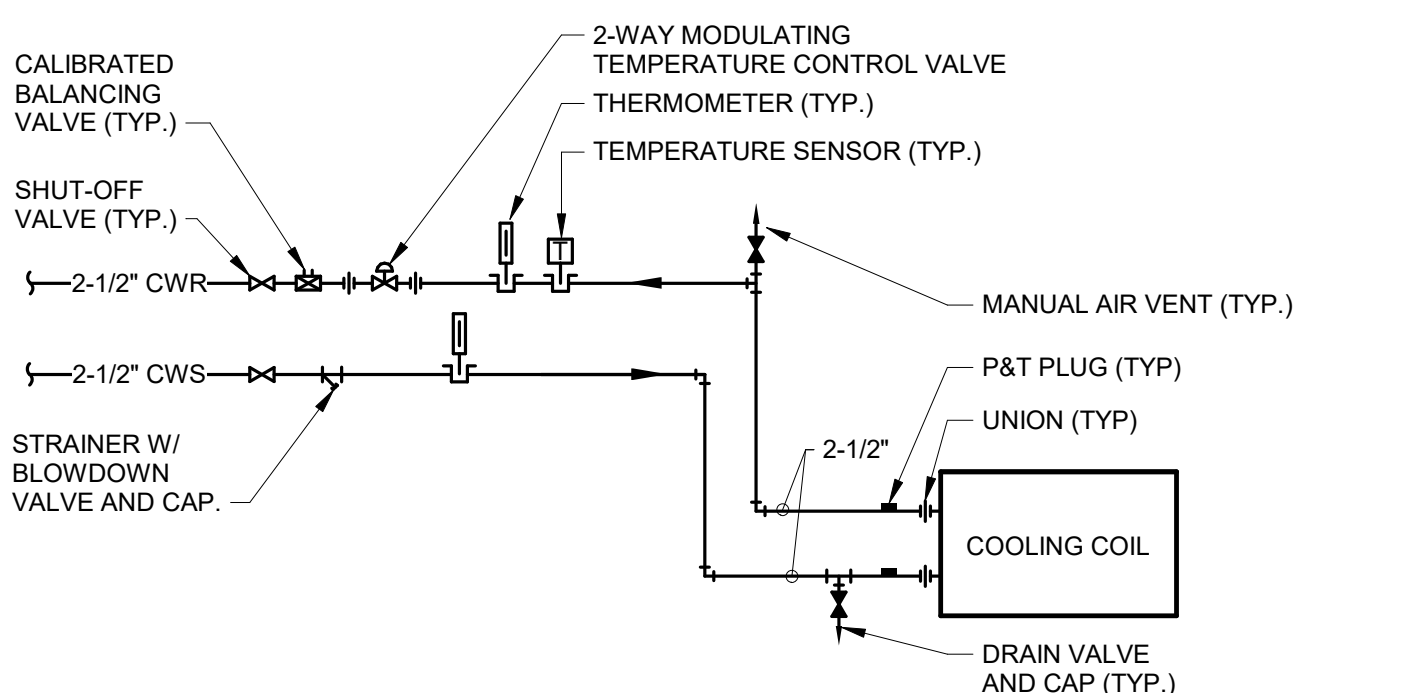 2-WAY MODULATING
TEMPERATURE CONTROL VALVE
CALIBRATED
BALANCING
VALVE (TYP.)
THERMOMETER (TYP.)
TEMPERATURE SENSOR (TYP.)
SHUT-OFF
VALVE (TYP.)
T
2-1/2" CWR
MANUAL AIR VENT (TYP.)
2-1/2" CWS
P&T PLUG (TYP)
UNION (TYP)
STRAINER W/
BLOWDOWN
VALVE AND CAP.
2-1/2"
COOLING COIL
DRAIN VALVE
AND CAP (TYP.)